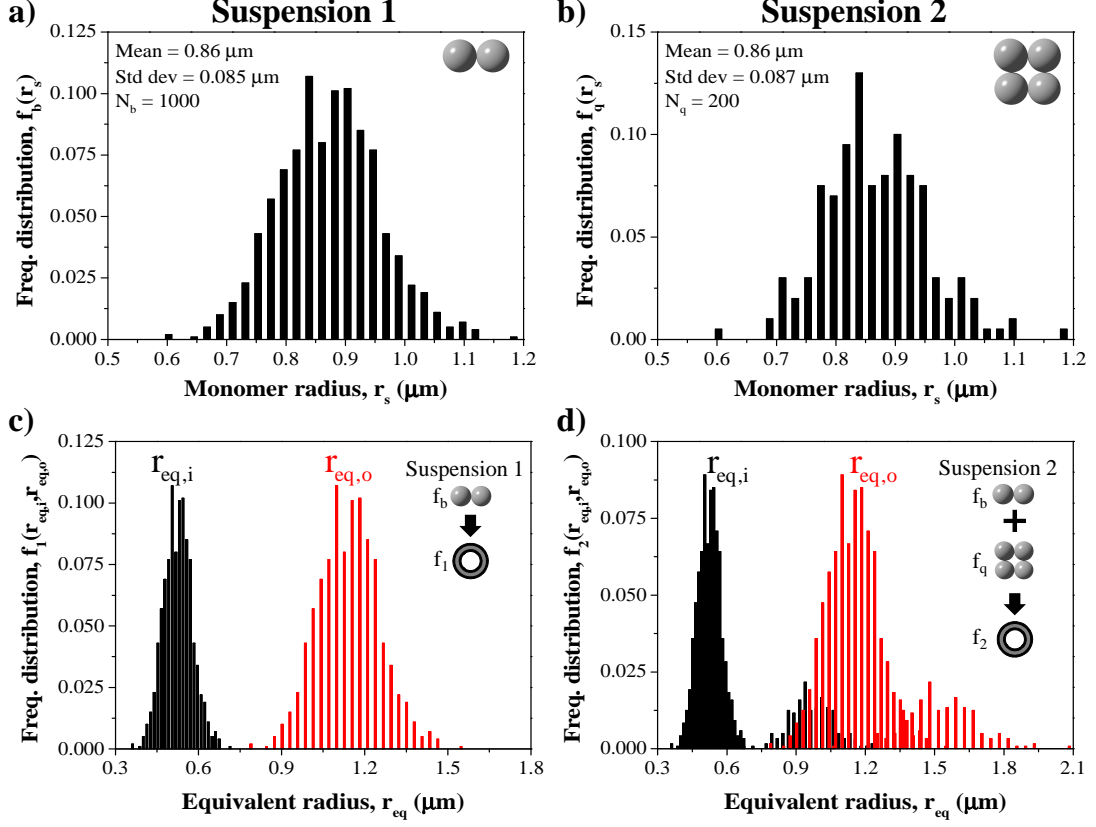 a) Suspension 1
Mean = 0.86 μm
Std dev = 0.085 μm
N_b = 1000
Freq. distribution, f_b(r_s)
0.125
0.100
0.075
0.050
0.025
0.000
0.5 0.6 0.7 0.8 0.9 1.0 1.1 1.2
Monomer radius, r_s (μm)
b) Suspension 2
Mean = 0.86 μm
Std dev = 0.087 μm
N_q = 200
Freq. distribution, f_q(r_s)
0.15
0.10
0.05
0.00
0.5 0.6 0.7 0.8 0.9 1.0 1.1 1.2
Monomer radius, r_s (μm)
c)
r_eq,i r_eq,o
Suspension 1
f_b
f_1
Freq. distribution, f_1(r_eq,i,r_eq,o)
0.125
0.100
0.075
0.050
0.025
0.000
0.3 0.6 0.9 1.2 1.5 1.8
Equivalent radius, r_eq (μm)
d)
r_eq,i r_eq,o
Suspension 2
f_b
+
f_q
f_2
Freq. distribution, f_2(r_eq,i,r_eq,o)
0.100
0.075
0.050
0.025
0.000
0.3 0.6 0.9 1.2 1.5 1.8 2.1
Equivalent radius, r_eq (μm)